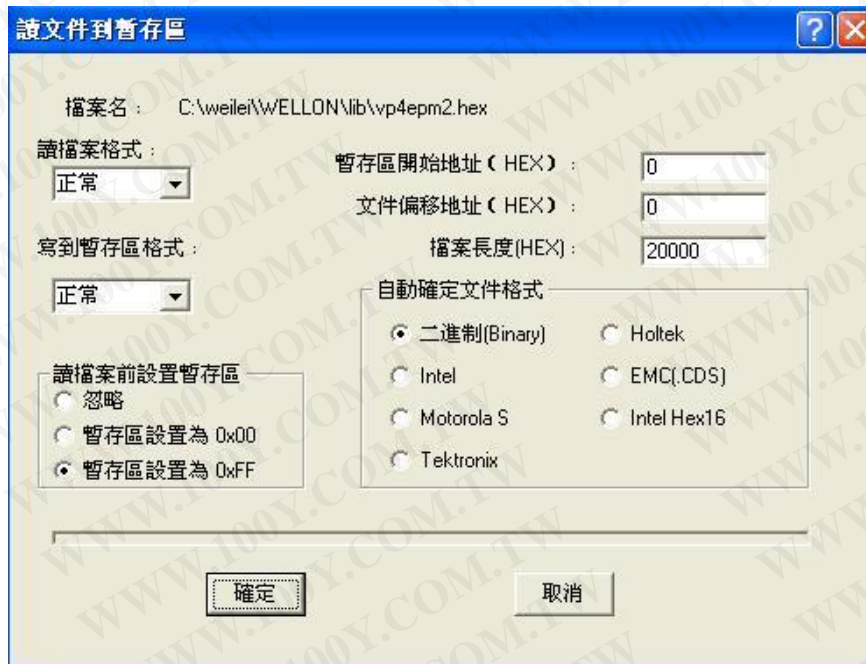 讀文件到暫存區
檔案名： C:\weilei\WELLON\lib\vp4epm2.hex
讀檔案格式：
正常
暫存區開始地址（HEX）： 0
文件偏移地址（HEX）： 0
檔案長度(HEX)： 20000
寫到暫存區格式：
正常
自動確定文件格式
二進制(Binary) Holtek
Intel EMC(.CDS)
Motorola S Intel Hex16
Tektronix
讀檔案前設置暫存區
忽略
暫存區設置為 0x00
暫存區設置為 0xFF
確定 取消
WWW.100Y.COM.TW